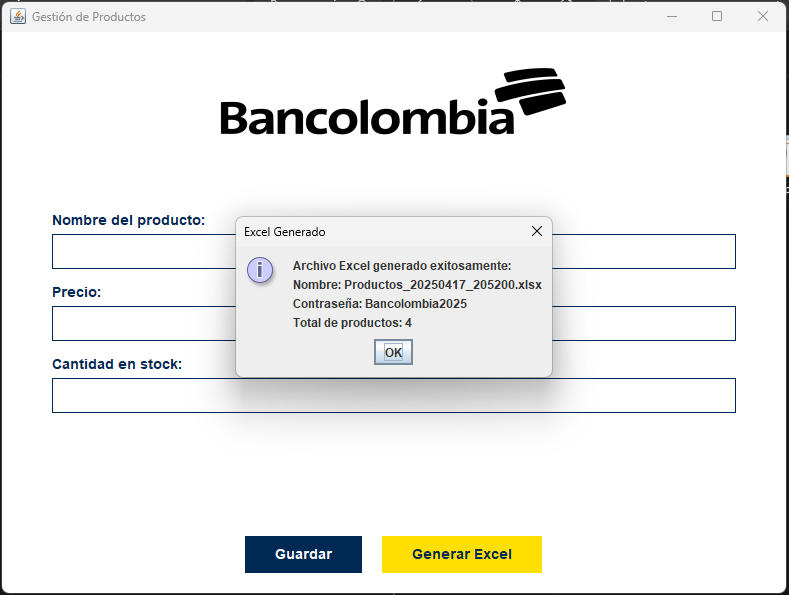 Gestión de Productos
Bancolombia
Nombre del producto:
Excel Generado
Archivo Excel generado exitosamente:
Nombre: Productos_20250417_205200.xlsx
Contraseña: Bancolombia2025
Total de productos: 4
OK
Precio:
Cantidad en stock:
Guardar
Generar Excel